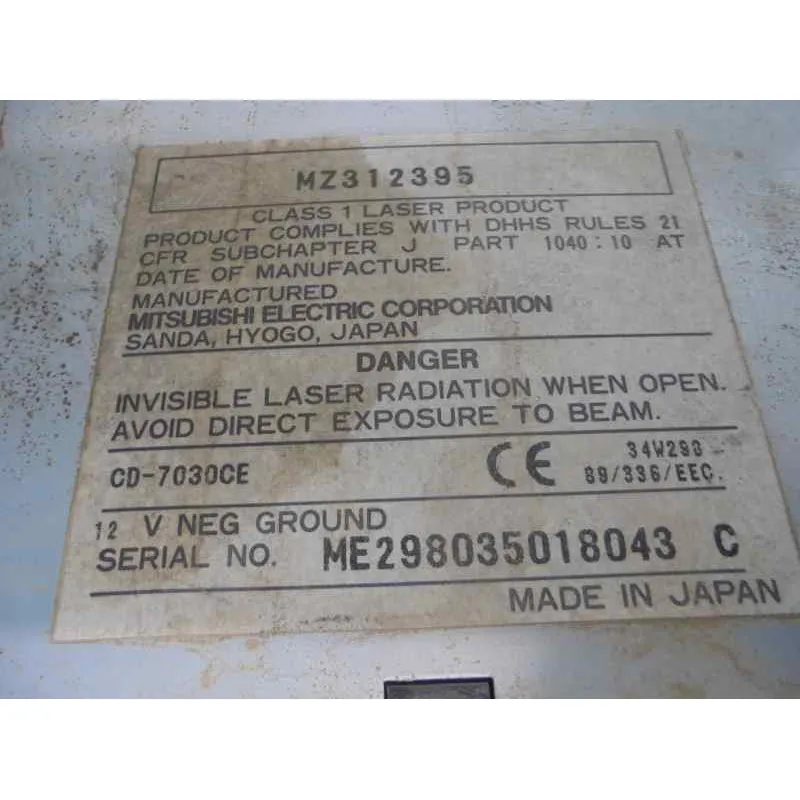 MZ312395
CLASS 1 LASER PRODUCT
PRODUCT COMPLIES WITH DHHS RULES 21
CFR SUBCHAPTER J PART 1040:10 AT
DATE OF MANUFACTURE.
MANUFACTURED
MITSUBISHI ELECTRIC CORPORATION
SANDA, HYOGO, JAPAN
DANGER
INVISIBLE LASER RADIATION WHEN OPEN.
AVOID DIRECT EXPOSURE TO BEAM.
CD-7030CE
CE
34W290
89/336/EEC.
12 V NEG GROUND
SERIAL NO. ME298035018043 C
MADE IN JAPAN